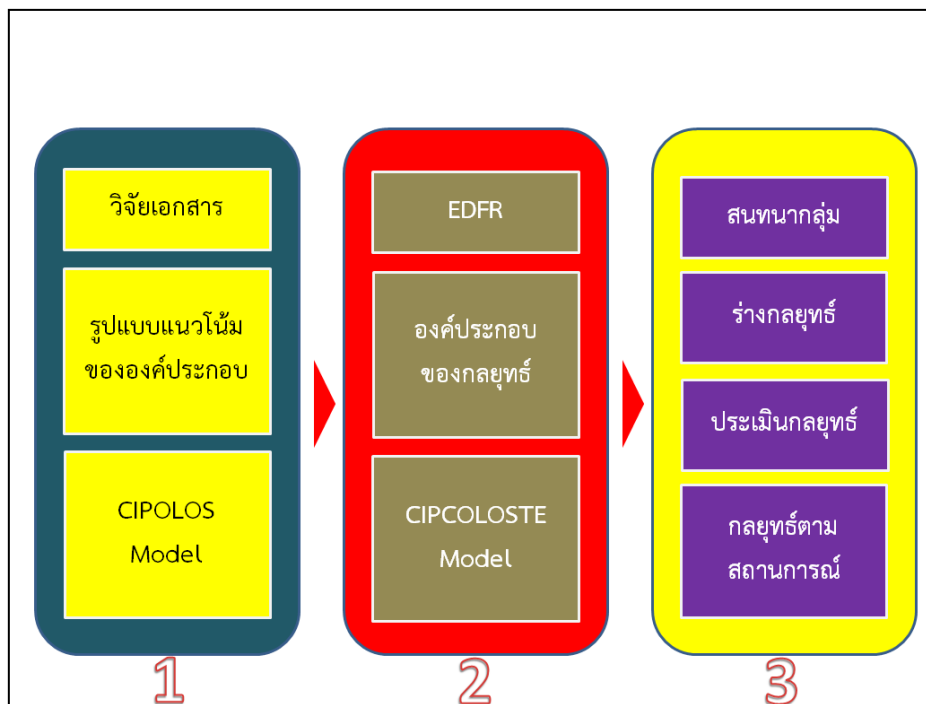 วิจัยเอกสาร
รูปแบบแนวโน้ม
ขององค์ประกอบ
CIPOLOS
Model
1
EDFR
องค์ประกอบ
ของกลยุทธ์
CIPCOLOSTE
Model
2
สนทนากลุ่ม
ร่างกลยุทธ์
ประเมินกลยุทธ์
กลยุทธ์ตาม
สถานการณ์
3